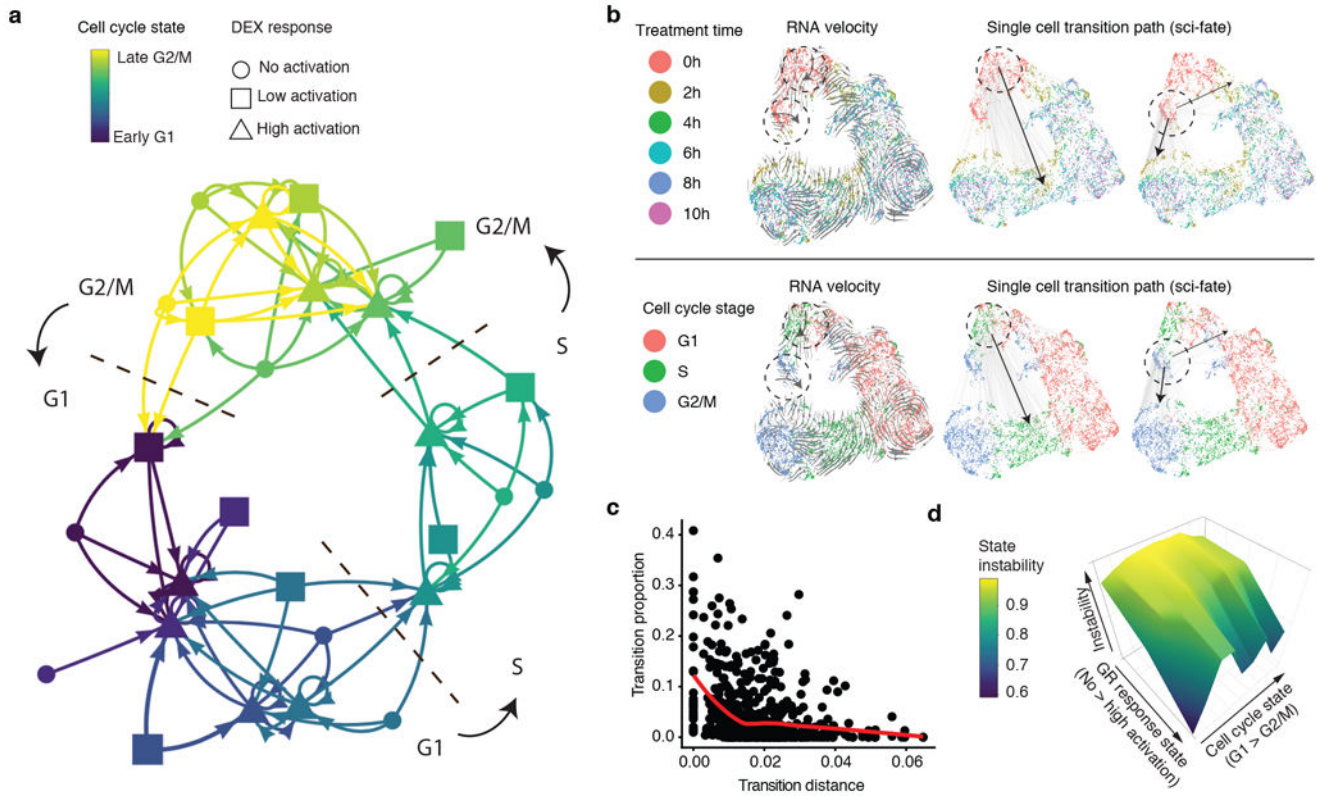 a
Cell cycle state
Late G2/M
Early G1
DEX response
No activation
Low activation
High activation
G2/M
G2/M
S
G1
S
G1
b
Treatment time
0h
2h
4h
6h
8h
10h
RNA velocity
Single cell transition path (sci-fate)
Cell cycle stage
G1
S
G2/M
RNA velocity
Single cell transition path (sci-fate)
c
Transition proportion
0.4
0.3
0.2
0.1
0.0
0.00 0.02 0.04 0.06
Transition distance
d
State
instability
0.9
0.8
0.7
0.6
Instability
GR response state
(No > high activation)
Cell cycle state
(G1 > G2/M)